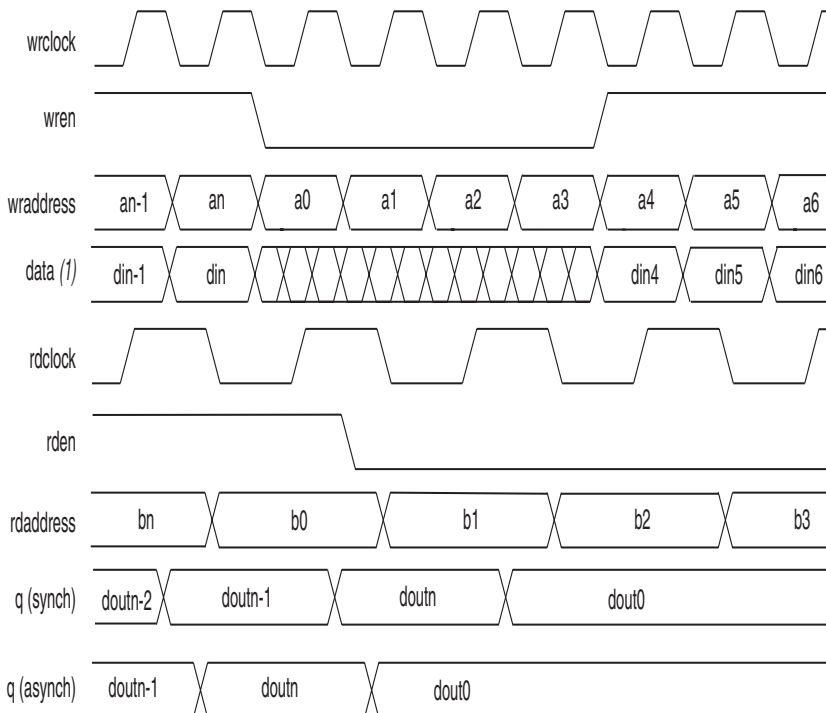 wrclock
wren
wraddress an-1 an a0 a1 a2 a3 a4 a5 a6
data (1) din-1 din din4 din5 din6
rdclock
rden
rdaddress bn b0 b1 b2 b3
q (synch) doutn-2 doutn-1 doutn dout0
q (asynch) doutn-1 doutn dout0